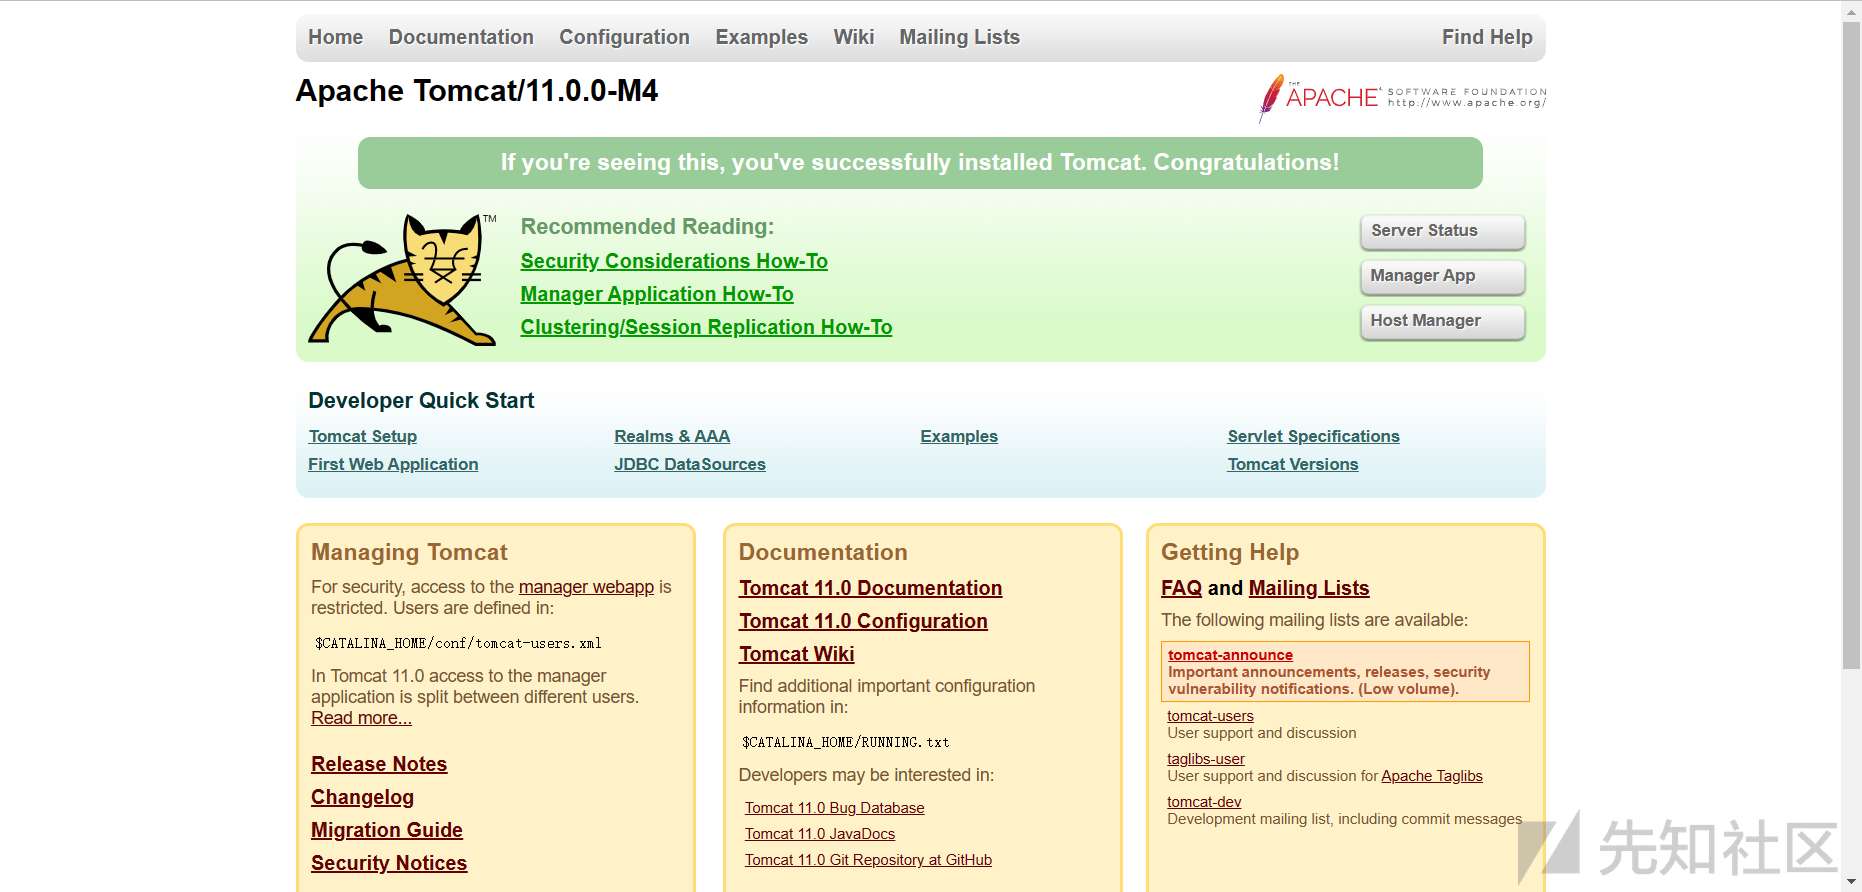 Home Documentation Configuration Examples Wiki Mailing Lists Find Help
Apache Tomcat/11.0.0-M4
THE APACHE SOFTWARE FOUNDATION
http://www.apache.org/
If you're seeing this, you've successfully installed Tomcat. Congratulations!
TM
Recommended Reading:
Security Considerations How-To
Manager Application How-To
Clustering/Session Replication How-To
Server Status
Manager App
Host Manager
Developer Quick Start
Tomcat Setup
First Web Application
Realms & AAA
JDBC DataSources
Examples
Servlet Specifications
Tomcat Versions
Managing Tomcat
For security, access to the manager webapp is
restricted. Users are defined in:
$CATALINA_HOME/conf/tomcat-users.xml
In Tomcat 11.0 access to the manager
application is split between different users.
Read more...
Release Notes
Changelog
Migration Guide
Security Notices
Documentation
Tomcat 11.0 Documentation
Tomcat 11.0 Configuration
Tomcat Wiki
Find additional important configuration
information in:
$CATALINA_HOME/RUNNING.txt
Developers may be interested in:
Tomcat 11.0 Bug Database
Tomcat 11.0 JavaDocs
Tomcat 11.0 Git Repository at GitHub
Getting Help
FAQ and Mailing Lists
The following mailing lists are available:
tomcat-announce
Important announcements, releases, security
vulnerability notifications. (Low volume).
tomcat-users
User support and discussion
taglibs-user
User support and discussion for Apache Taglibs
tomcat-dev
Development mailing list, including commit messages
先知社区